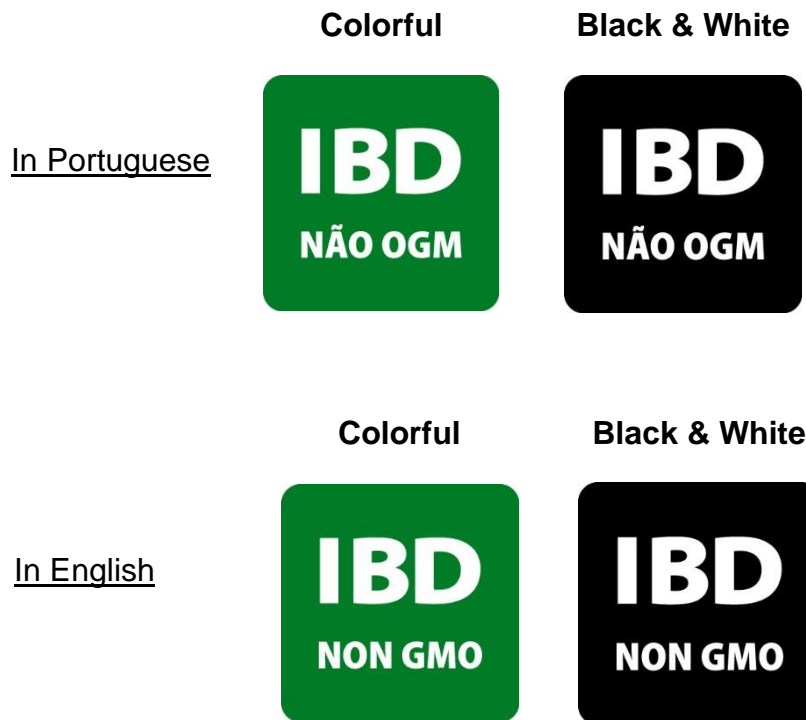 Colorful Black & White
In Portuguese
IBD IBD
NÃO OGM NÃO OGM
Colorful Black & White
In English
IBD IBD
NON GMO NON GMO